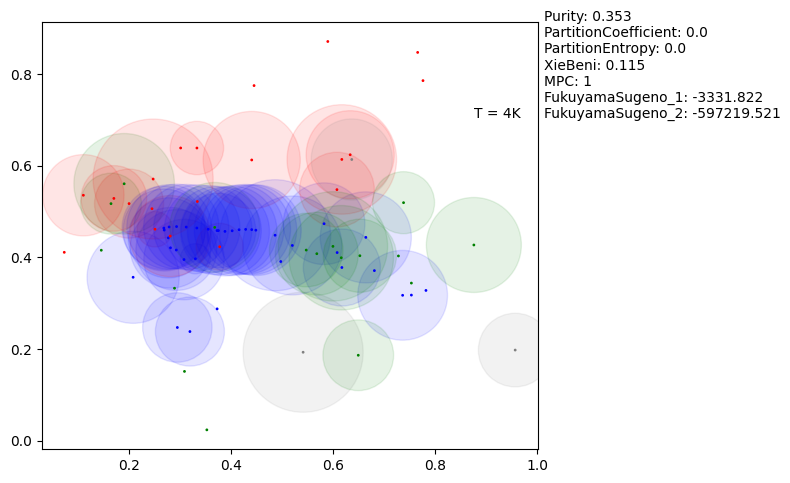 Purity: 0.353
PartitionCoefficient: 0.0
PartitionEntropy: 0.0
XieBeni: 0.115
MPC: 1
FukuyamaSugeno_1: -3331.822
FukuyamaSugeno_2: -597219.521
T = 4K
0.8
0.6
0.4
0.2
0.0
0.2 0.4 0.6 0.8 1.0